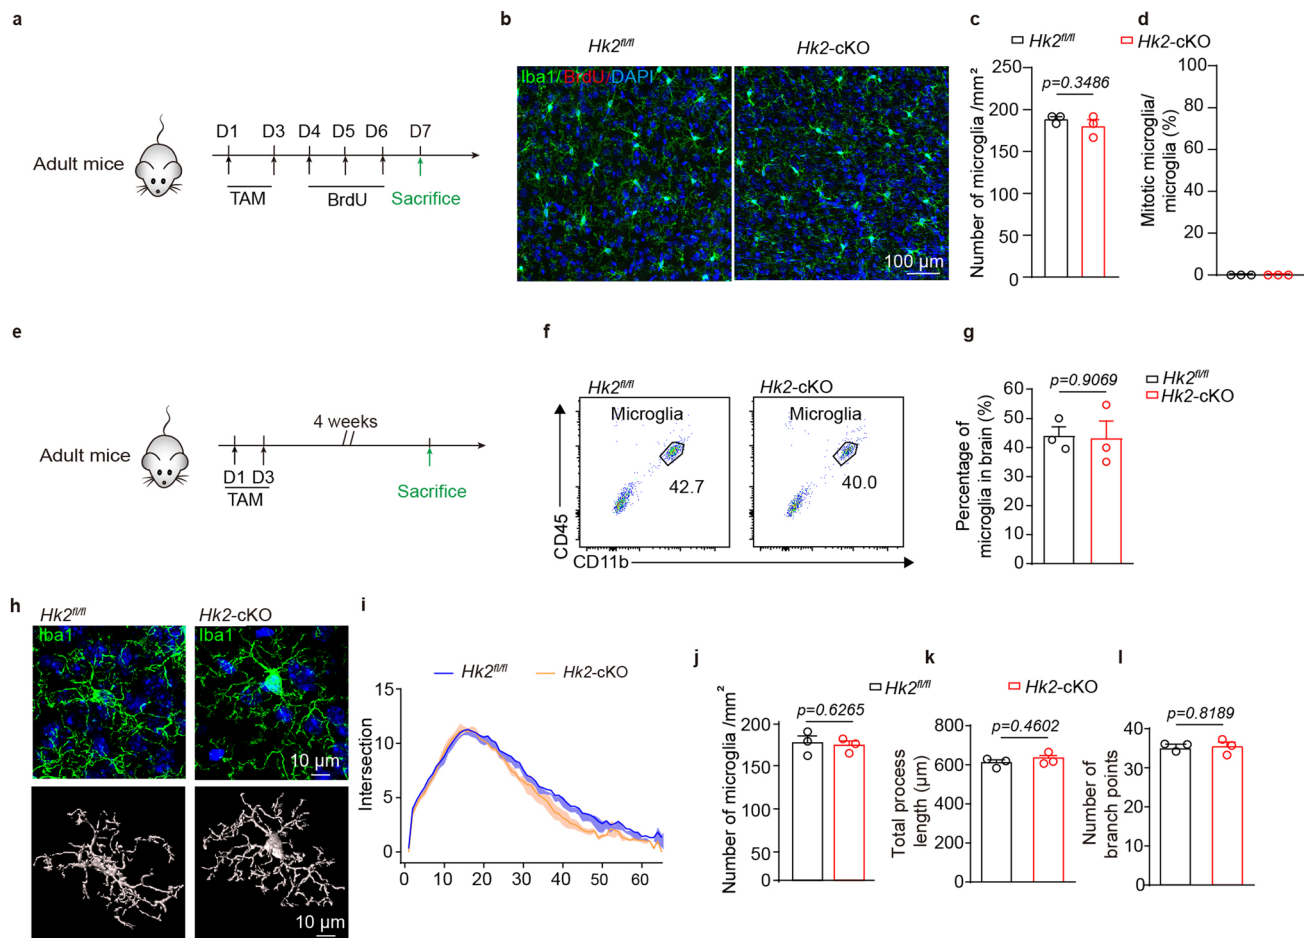 a
Adult mice
D1 D3 D4 D5 D6 D7
TAM
BrdU
Sacrifice
b
Hk2fl/fl
Hk2-cKO
Iba1/BrdU/DAPI
100 µm
c
Hk2fl/fl
Hk2-cKO
Number of microglia /mm²
250
200
150
100
50
0
p=0.3486
d
Mitotic microglia/
microglia (%)
100
80
60
40
20
0
e
Adult mice
4 weeks
D1 D3
TAM
Sacrifice
f
Hk2fl/fl
Hk2-cKO
Microglia
42.7
Microglia
40.0
CD45
CD11b
g
Percentage of
microglia in brain (%)
60
50
40
30
20
10
0
p=0.9069
Hk2fl/fl
Hk2-cKO
h
Hk2fl/fl
Hk2-cKO
Iba1
Iba1
10 µm
10 µm
i
Hk2fl/fl
Hk2-cKO
Intersection
15
10
5
0
0 10 20 30 40 50 60
j
Hk2fl/fl
Hk2-cKO
Number of microglia /mm²
200
150
100
50
0
p=0.6265
k
Total process
length (µm)
800
600
400
200
0
p=0.4602
l
Number of
branch points
40
20
0
p=0.8189